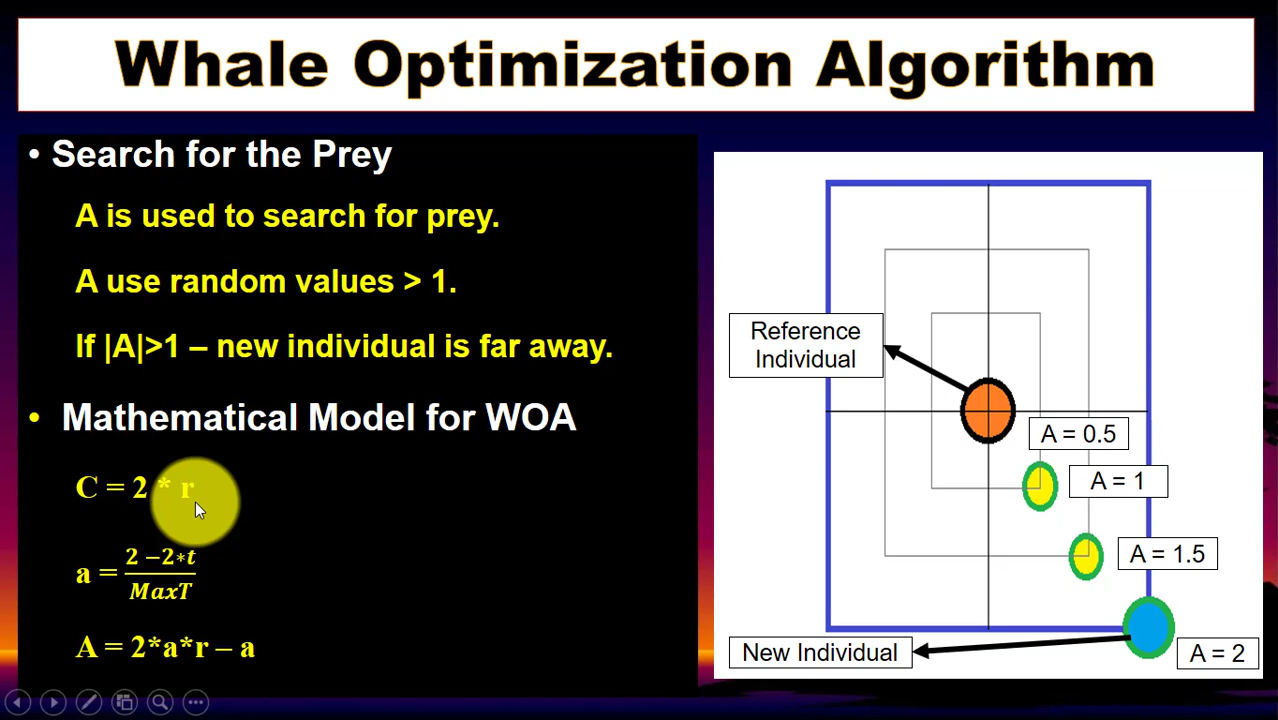 Whale Optimization Algorithm
• Search for the Prey
A is used to search for prey.
A use random values > 1.
If |A|>1 – new individual is far away.
• Mathematical Model for WOA
C = 2 * r
a = \frac{2 −2∗t}{MaxT}
A = 2*a*r – a
Reference
Individual
A = 0.5
A = 1
A = 1.5
New Individual
A = 2